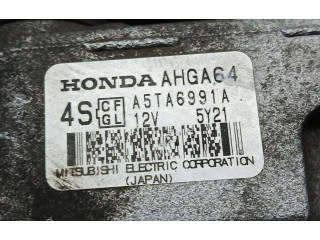 HONDA AHGA64
4S CF GL A5TA6991A
12V 5Y21
MITSUBISHI ELECTRIC CORPORATION
(JAPAN)